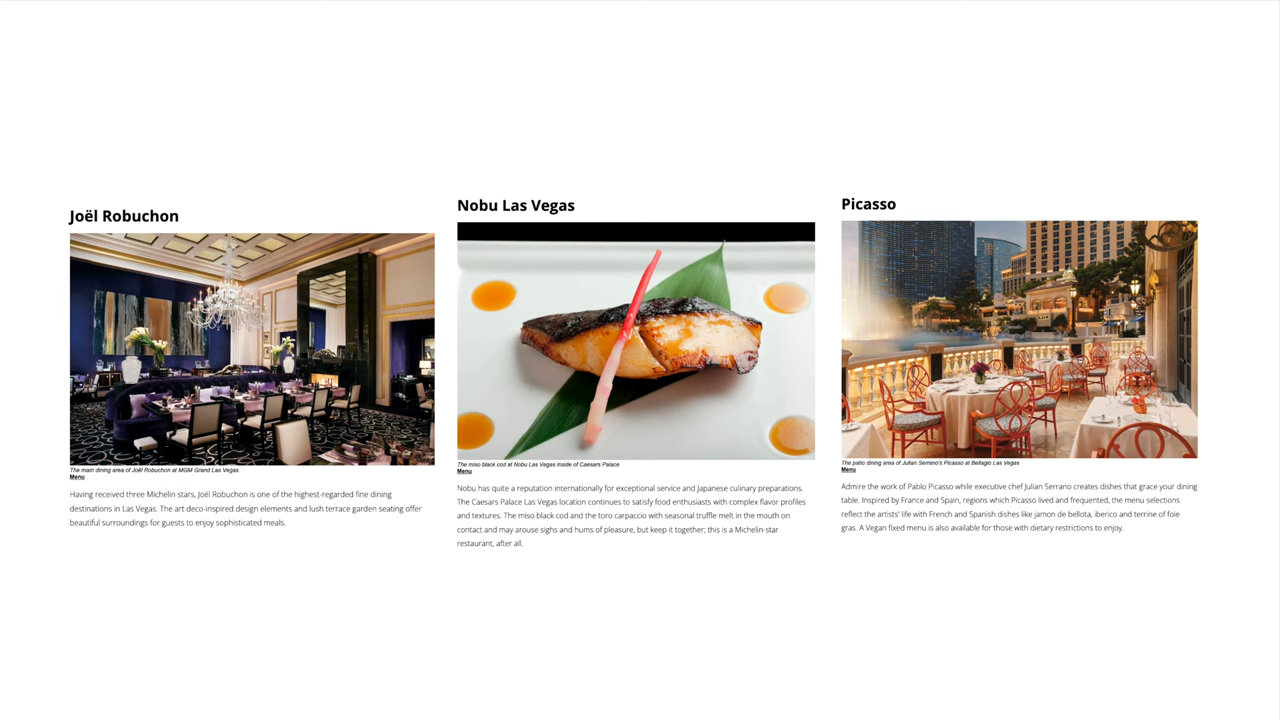 Joël Robuchon
The main dining area of Joël Robuchon at MGM Grand Las Vegas
Menu
Having received three Michelin stars, Joël Robuchon is one of the highest-regarded fine dining
destinations in Las Vegas. The art deco-inspired design elements and lush terrace garden seating offer
beautiful surroundings for guests to enjoy sophisticated meals.
Nobu Las Vegas
The miso black cod at Nobu Las Vegas inside of Caesars Palace
Menu
Nobu has quite a reputation internationally for exceptional service and Japanese culinary preparations.
The Caesars Palace Las Vegas location continues to satisfy food enthusiasts with complex flavor profiles
and textures. The miso black cod and the toro carpaccio with seasonal truffle melt in the mouth on
contact and may arouse sighs and hums of pleasure, but keep it together; this is a Michelin-star
restaurant, after all.
Picasso
The patio dining area of Julian Serrano's Picasso at Bellagio Las Vegas
Menu
Admire the work of Pablo Picasso while executive chef Julian Serrano creates dishes that grace your dining
table. Inspired by France and Spain, regions which Picasso lived and frequented, the menu selections
reflect the artists' life with French and Spanish dishes like jamon de bellota, iberico and terrine of foie
gras. A Vegan fixed menu is also available for those with dietary restrictions to enjoy.